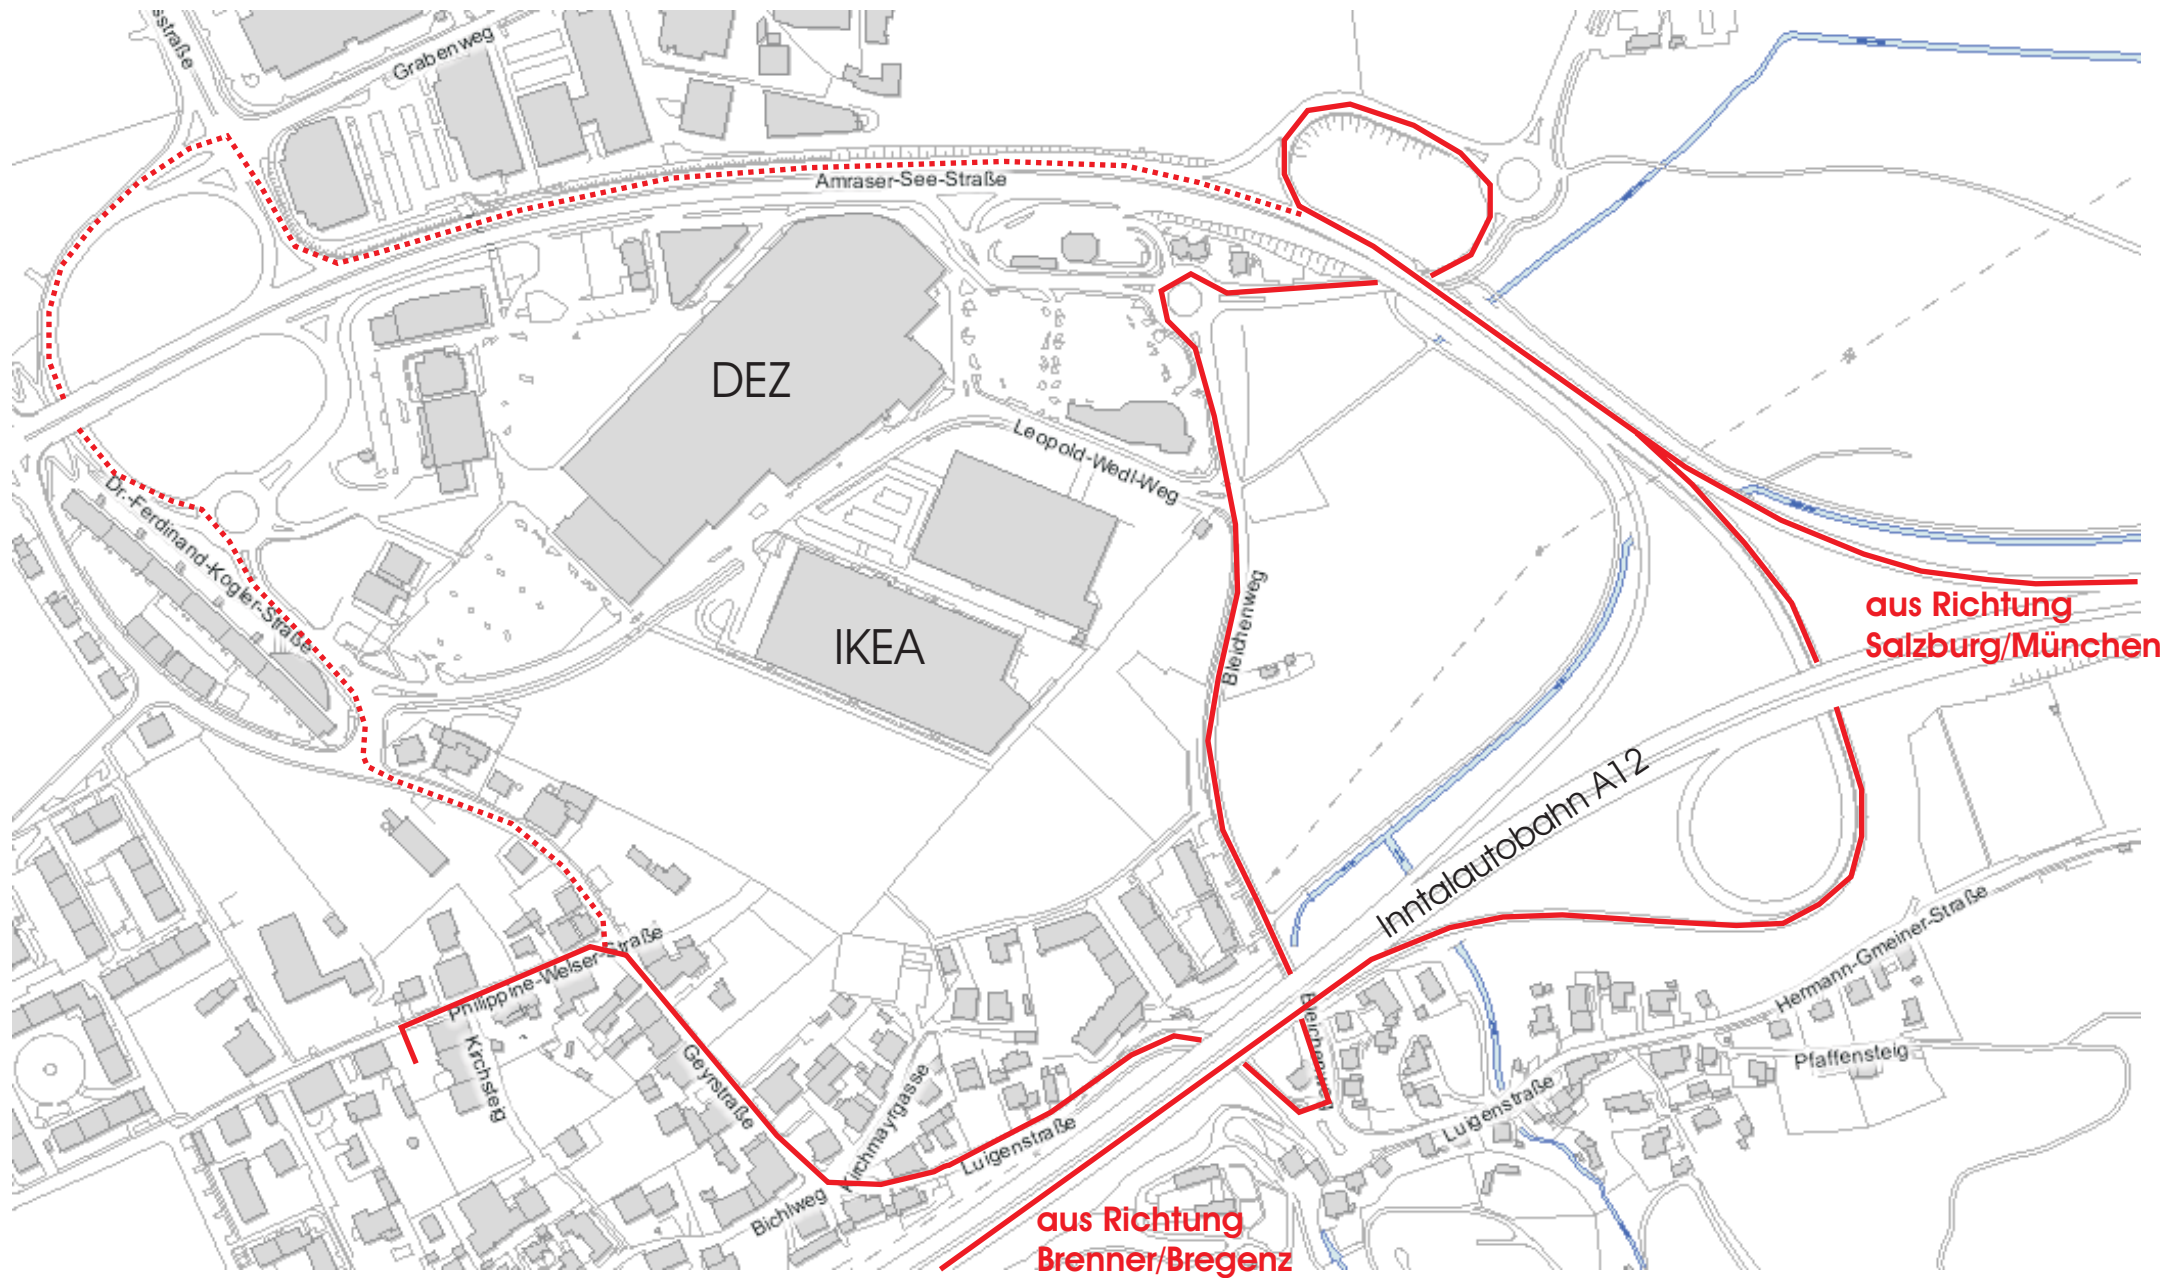 Grabenweg
Amraser-See-Straße
DEZ
Leopold-Wedl-Weg
Dr.-Ferdinand-Kogler-Straße
IKEA
Bleichenweg
aus Richtung
Salzburg/München
Inntalautobahn A12
Philippine-Welser-Straße
Hermann-Gmeiner-Straße
Bleichenweg
Kirchsteig
Geyrstraße
Kirchmayrgasse
Pfaffensteig
Luigenstraße
Luigenstraße
Bichlweg
aus Richtung
Brenner/Bregenz